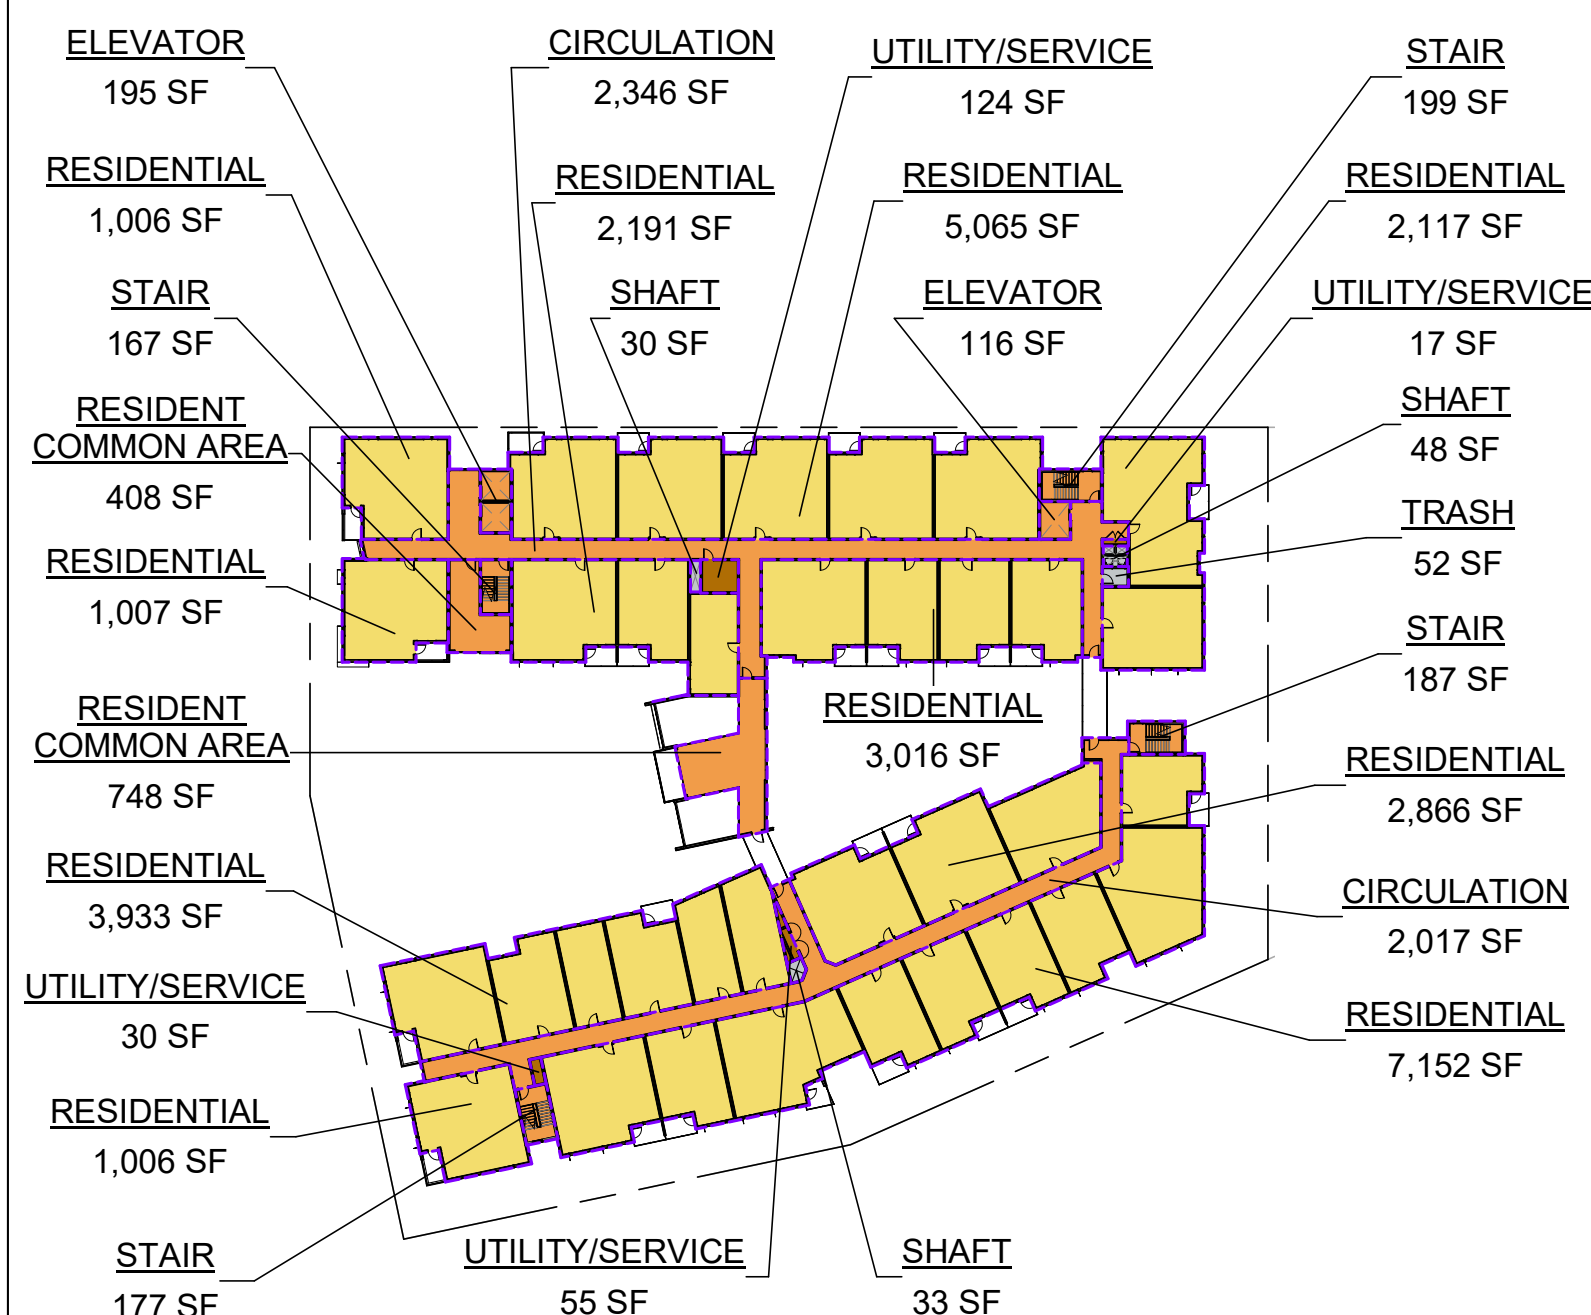 ELEVATOR
195 SF
CIRCULATION
2,346 SF
UTILITY/SERVICE
124 SF
STAIR
199 SF
RESIDENTIAL
1,006 SF
RESIDENTIAL
2,191 SF
RESIDENTIAL
5,065 SF
RESIDENTIAL
2,117 SF
STAIR
167 SF
SHAFT
30 SF
ELEVATOR
116 SF
UTILITY/SERVICE
17 SF
RESIDENT
COMMON AREA
408 SF
SHAFT
48 SF
TRASH
52 SF
RESIDENTIAL
1,007 SF
STAIR
187 SF
RESIDENT
COMMON AREA
748 SF
RESIDENTIAL
3,016 SF
RESIDENTIAL
2,866 SF
RESIDENTIAL
3,933 SF
CIRCULATION
2,017 SF
UTILITY/SERVICE
30 SF
RESIDENTIAL
7,152 SF
RESIDENTIAL
1,006 SF
STAIR
177 SF
UTILITY/SERVICE
55 SF
SHAFT
33 SF